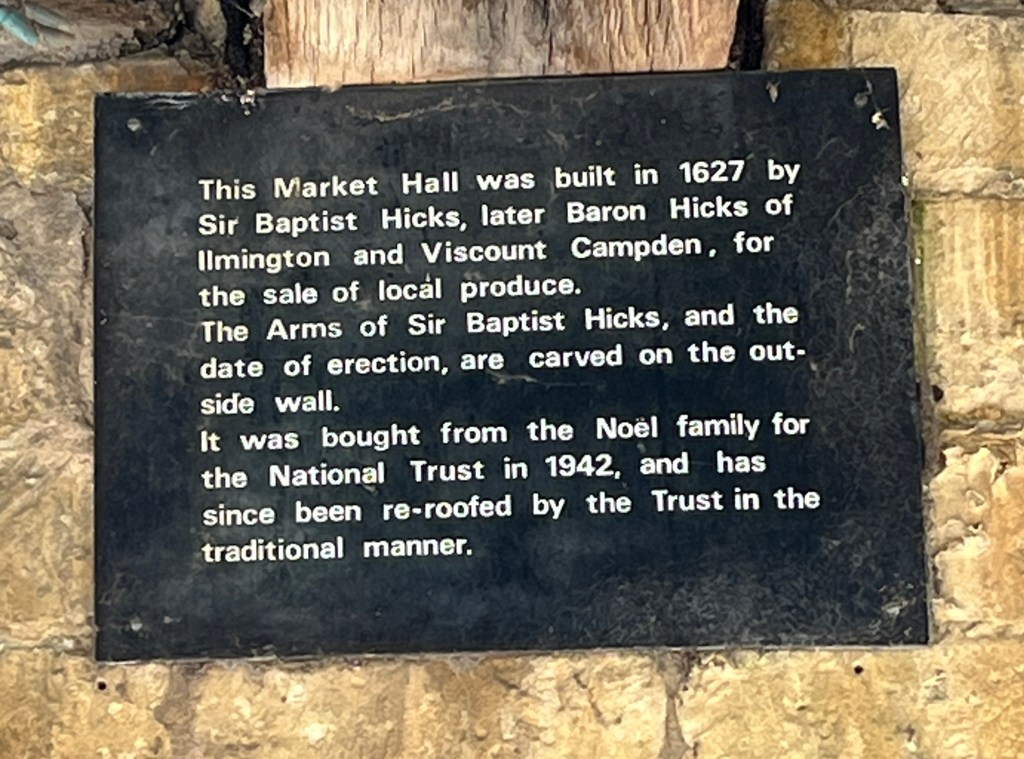 This Market Hall was built in 1627 by
Sir Baptist Hicks, later Baron Hicks of
Ilmington and Viscount Campden, for
the sale of local produce.
The Arms of Sir Baptist Hicks, and the
date of erection, are carved on the out-
side wall.
It was bought from the Noël family for
the National Trust in 1942, and has
since been re-roofed by the Trust in the
traditional manner.